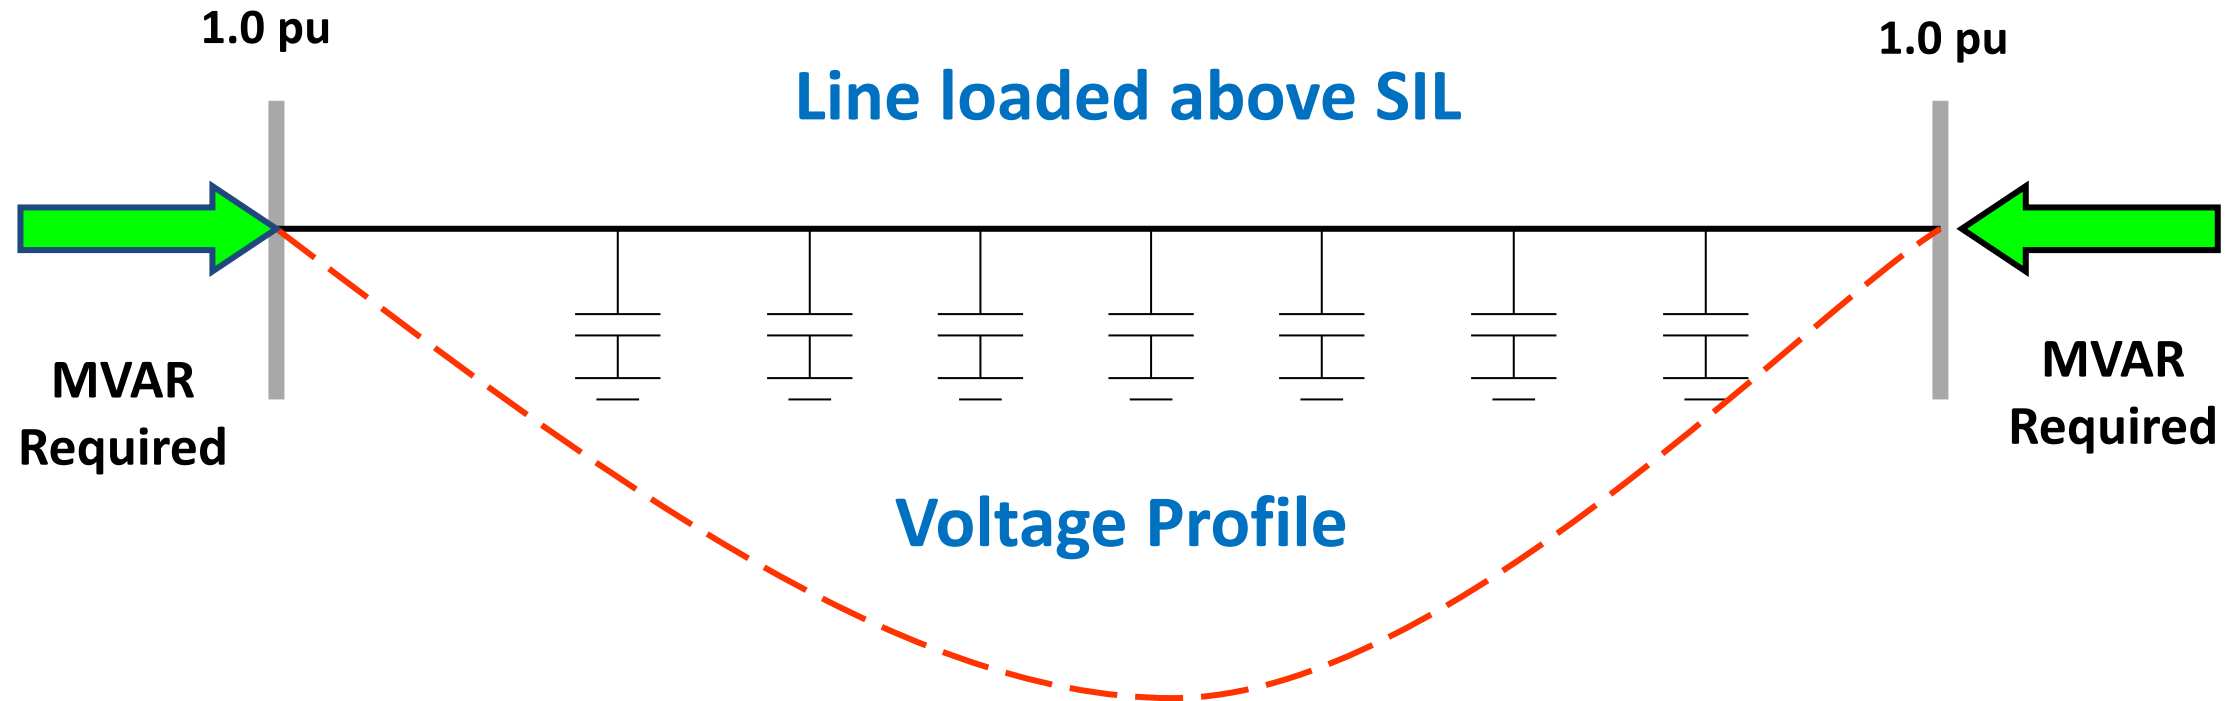 1.0 pu
1.0 pu
Line loaded above SIL
MVAR
Required
MVAR
Required
Voltage Profile